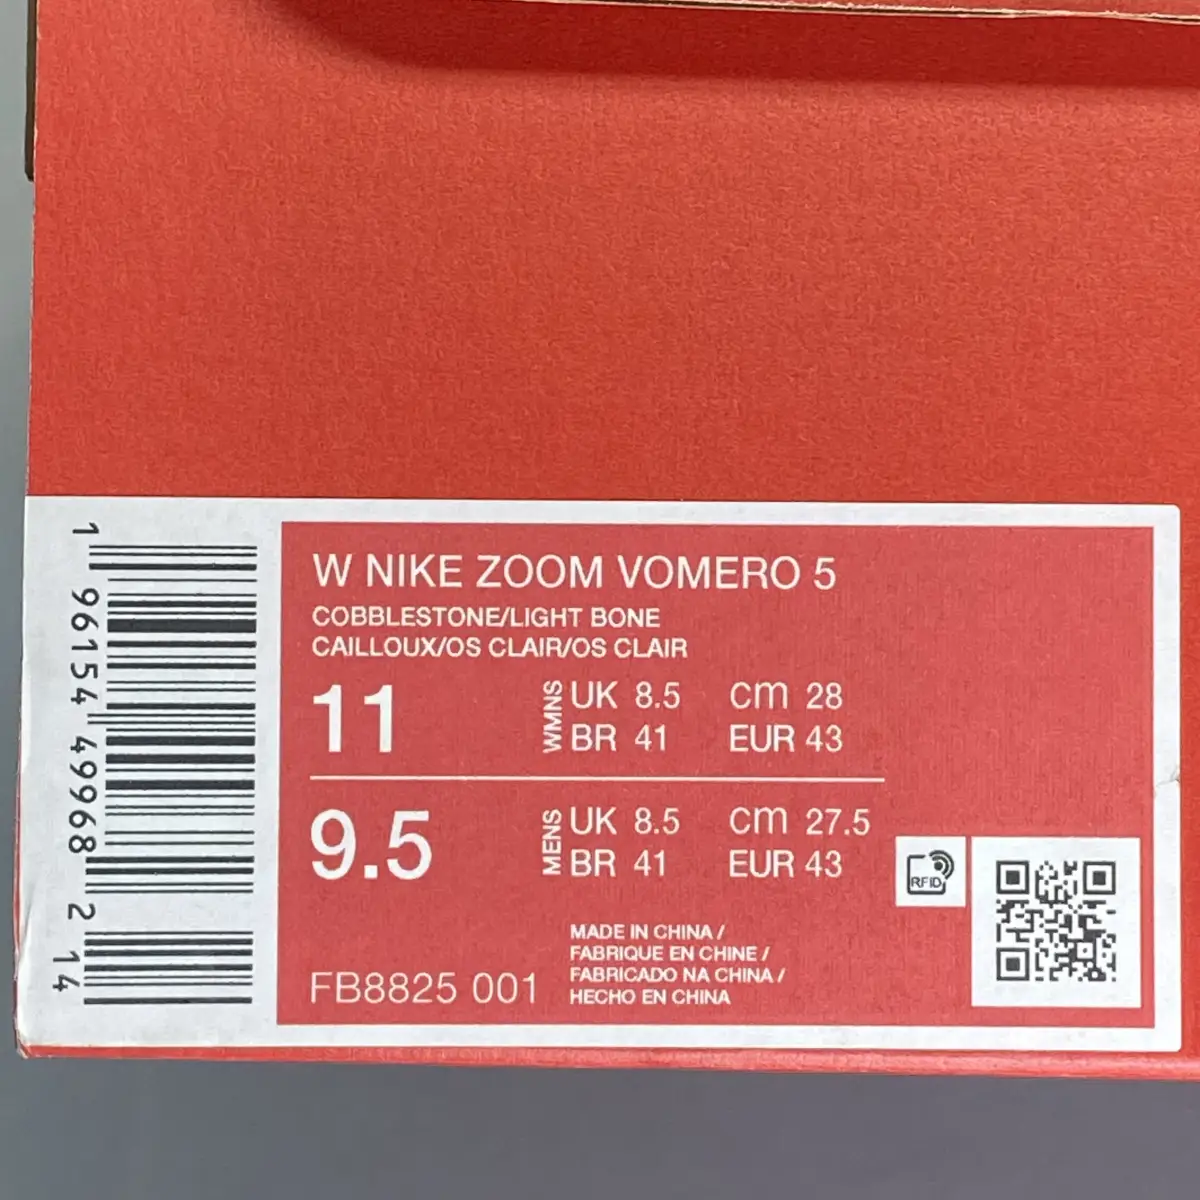 W NIKE ZOOM VOMERO 5
COBBLESTONE/LIGHT BONE
CAILLOUX/OS CLAIR/OS CLAIR
11
WMNS
UK 8.5 cm 28
BR 41 EUR 43
9.5
MENS
UK 8.5 cm 27.5
BR 41 EUR 43
RFID
MADE IN CHINA /
FABRIQUE EN CHINE /
FABRICADO NA CHINA /
HECHO EN CHINA
FB8825 001
1 96154 49968 2 14